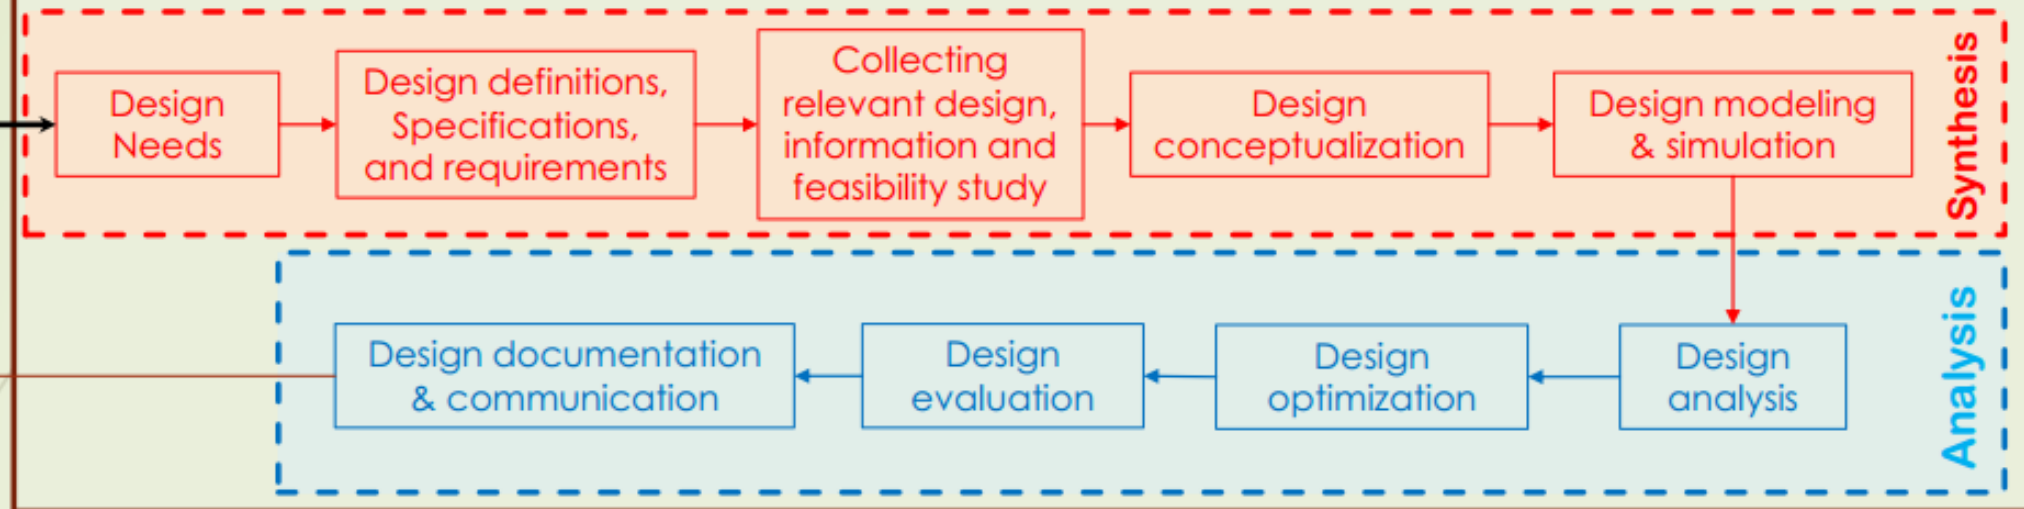 Design
Needs
Design definitions,
Specifications,
and requirements
Collecting
relevant design,
information and
feasibility study
Design
conceptualization
Design modeling
& simulation
Synthesis
Design documentation
& communication
Design
evaluation
Design
optimization
Design
analysis
Analysis